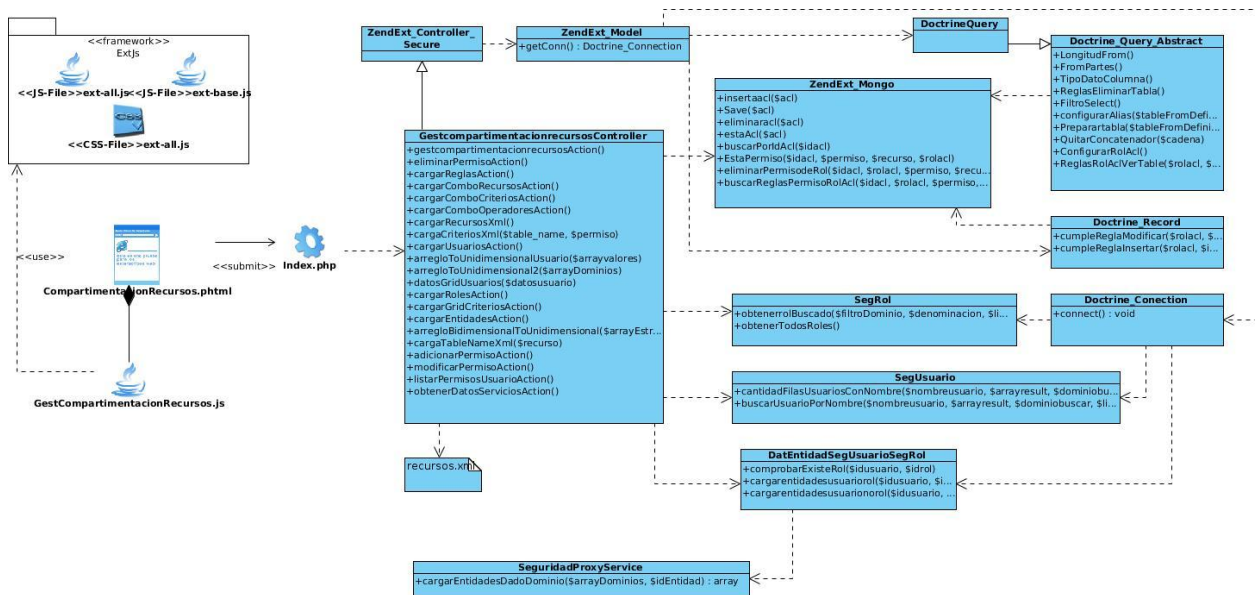 <<framework>>
ExtJs
<<JS-File>>ext-all.js
<<JS-File>>ext-base.js
CSS
<<CSS-File>>ext-all.js
<<use>>
CompartimentacionRecursos.phtml
GestCompartimentacionRecursos.js
<<submit>>
Index.php
ZendExt_Controller_
Secure
ZendExt_Model
+getConn() : Doctrine_Connection
DoctrineQuery
Doctrine_Query_Abstract
+LongitudFrom()
+FromPartes()
+TipoDatoColumna()
+ReglasEliminarTabla()
+FiltroSelect()
+configurarAlias($tableFromDefi...
+Preparartabla($tableFromDefini...
+QuitarConcatenador($cadena)
+ConfigurarRolAcl()
+ReglasRolAclVerTable($rolacl, $...
ZendExt_Mongo
+insertaacl($acl)
+Save($acl)
+eliminaracl($acl)
+estaAcl($acl)
+buscarPorIdAcl($idacl)
+EstaPermiso($idacl, $permiso, $recurso, $rolacl)
+eliminarPermisodeRol($idacl, $rolacl, $permiso, $recu...
+buscarReglasPermisoRolAcl($idacl, $rolacl, $permiso,...
GestcompartimentacionrecursosController
+gestcompartimentacionrecursosAction()
+eliminarPermisoAction()
+cargarReglasAction()
+cargarComboRecursosAction()
+cargarComboCriteriosAction()
+cargarComboOperadoresAction()
+cargarRecursosXml()
+cargaCriteriosXml($table_name, $permiso)
+cargarUsuariosAction()
+arregloToUnidimensionalUsuario($arrayvalores)
+arregloToUnidimensional2($arrayDominios)
+datosGridUsuarios($datosusuario)
+cargarRolesAction()
+cargarGridCriteriosAction()
+cargarEntidadesAction()
+arregloBidimensionalToUnidimensional($arrayEstr...
+cargaTableNameXml($recurso)
+adicionarPermisoAction()
+modificarPermisoAction()
+listarPermisosUsuarioAction()
+obtenerDatosServiciosAction()
Doctrine_Record
+cumpleReglaModificar($rolacl, $...
+cumpleReglaInsertar($rolacl, $i...
SegRol
+obtenerrolBuscado($filtroDominio, $denominacion, $li...
+obtenerTodosRoles()
Doctrine_Conection
+connect() : void
SegUsuario
+cantidadFilasUsuariosConNombre($nombreusuario, $arrayresult, $dominiobu...
+buscarUsuarioPorNombre($nombreusuario, $arrayresult, $dominiobuscar, $li...
recursos.xml
DatEntidadSegUsuarioSegRol
+comprobarExisteRol($idusuario, $idrol)
+cargarentidadesusuariorol($idusuario, $i...
+cargarentidadesusuarionorol($idusuario, ...
SeguridadProxyService
+cargarEntidadesDadoDominio($arrayDominios, $idEntidad) : array